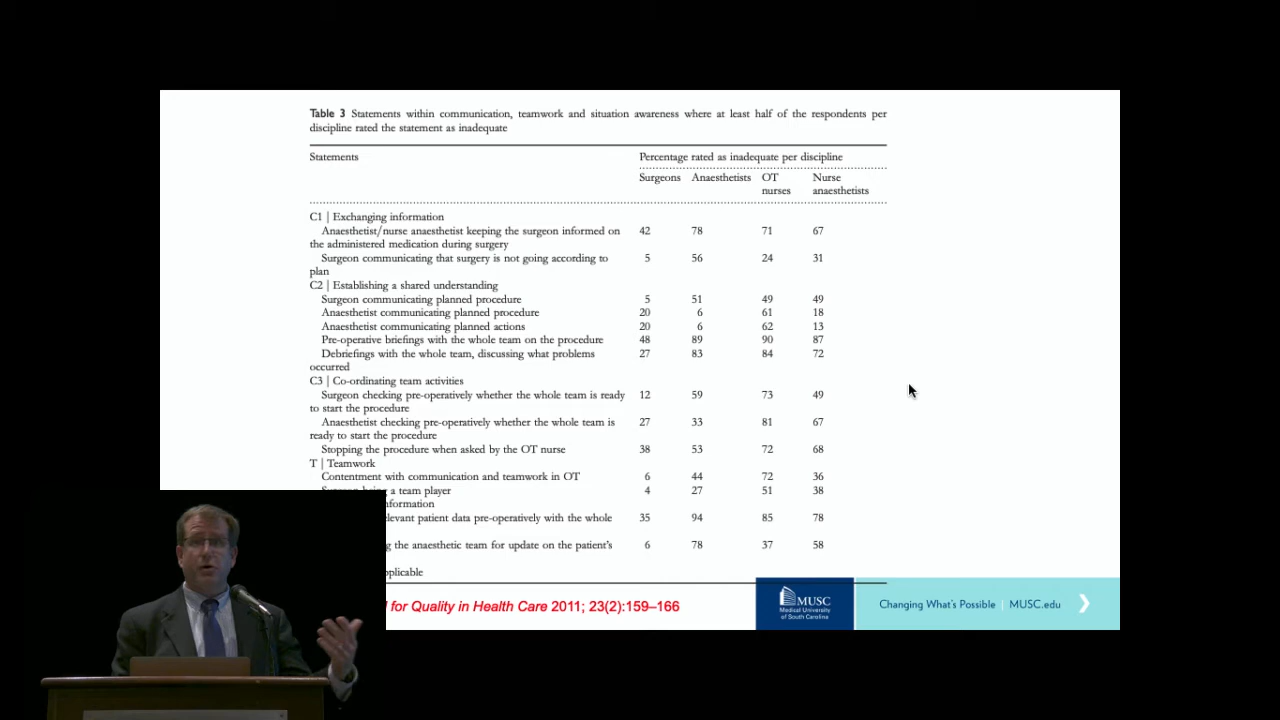 Table 3 Statements within communication, teamwork and situation awareness where at least half of the respondents per
discipline rated the statement as inadequate
Statements Percentage rated as inadequate per discipline
Surgeons Anaesthetists OT nurses Nurse anaesthetists
C1 | Exchanging information
Anaesthetist/nurse anaesthetist keeping the surgeon informed on 42 78 71 67
the administered medication during surgery
Surgeon communicating that surgery is not going according to 5 56 24 31
plan
C2 | Establishing a shared understanding
Surgeon communicating planned procedure 5 51 49 49
Anaesthetist communicating planned procedure 20 6 61 18
Anaesthetist communicating planned actions 20 6 62 13
Pre-operative briefings with the whole team on the procedure 48 89 90 87
Debriefings with the whole team, discussing what problems 27 83 84 72
occurred
C3 | Co-ordinating team activities
Surgeon checking pre-operatively whether the whole team is ready 12 59 73 49
to start the procedure
Anaesthetist checking pre-operatively whether the whole team is 27 33 81 67
ready to start the procedure
Stopping the procedure when asked by the OT nurse 38 53 72 68
T | Teamwork
Contentment with communication and teamwork in OT 6 44 72 36
a team player 4 27 51 38
patient data pre-operatively with the whole 35 94 85 78
the anaesthetic team for update on the patient's 6 78 37 58
for Quality in Health Care 2011; 23(2):159–166
MUSC
Medical University
of South Carolina
Changing What's Possible | MUSC.edu